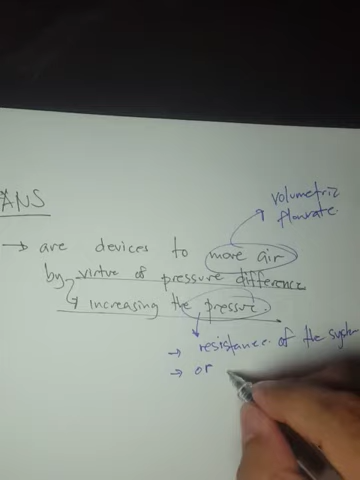 ANS
volumetric
flowrate.
→ are devices to move air
by virtue of pressure difference
↳ increasing the pressure.
→ resistance of the syste
→ or